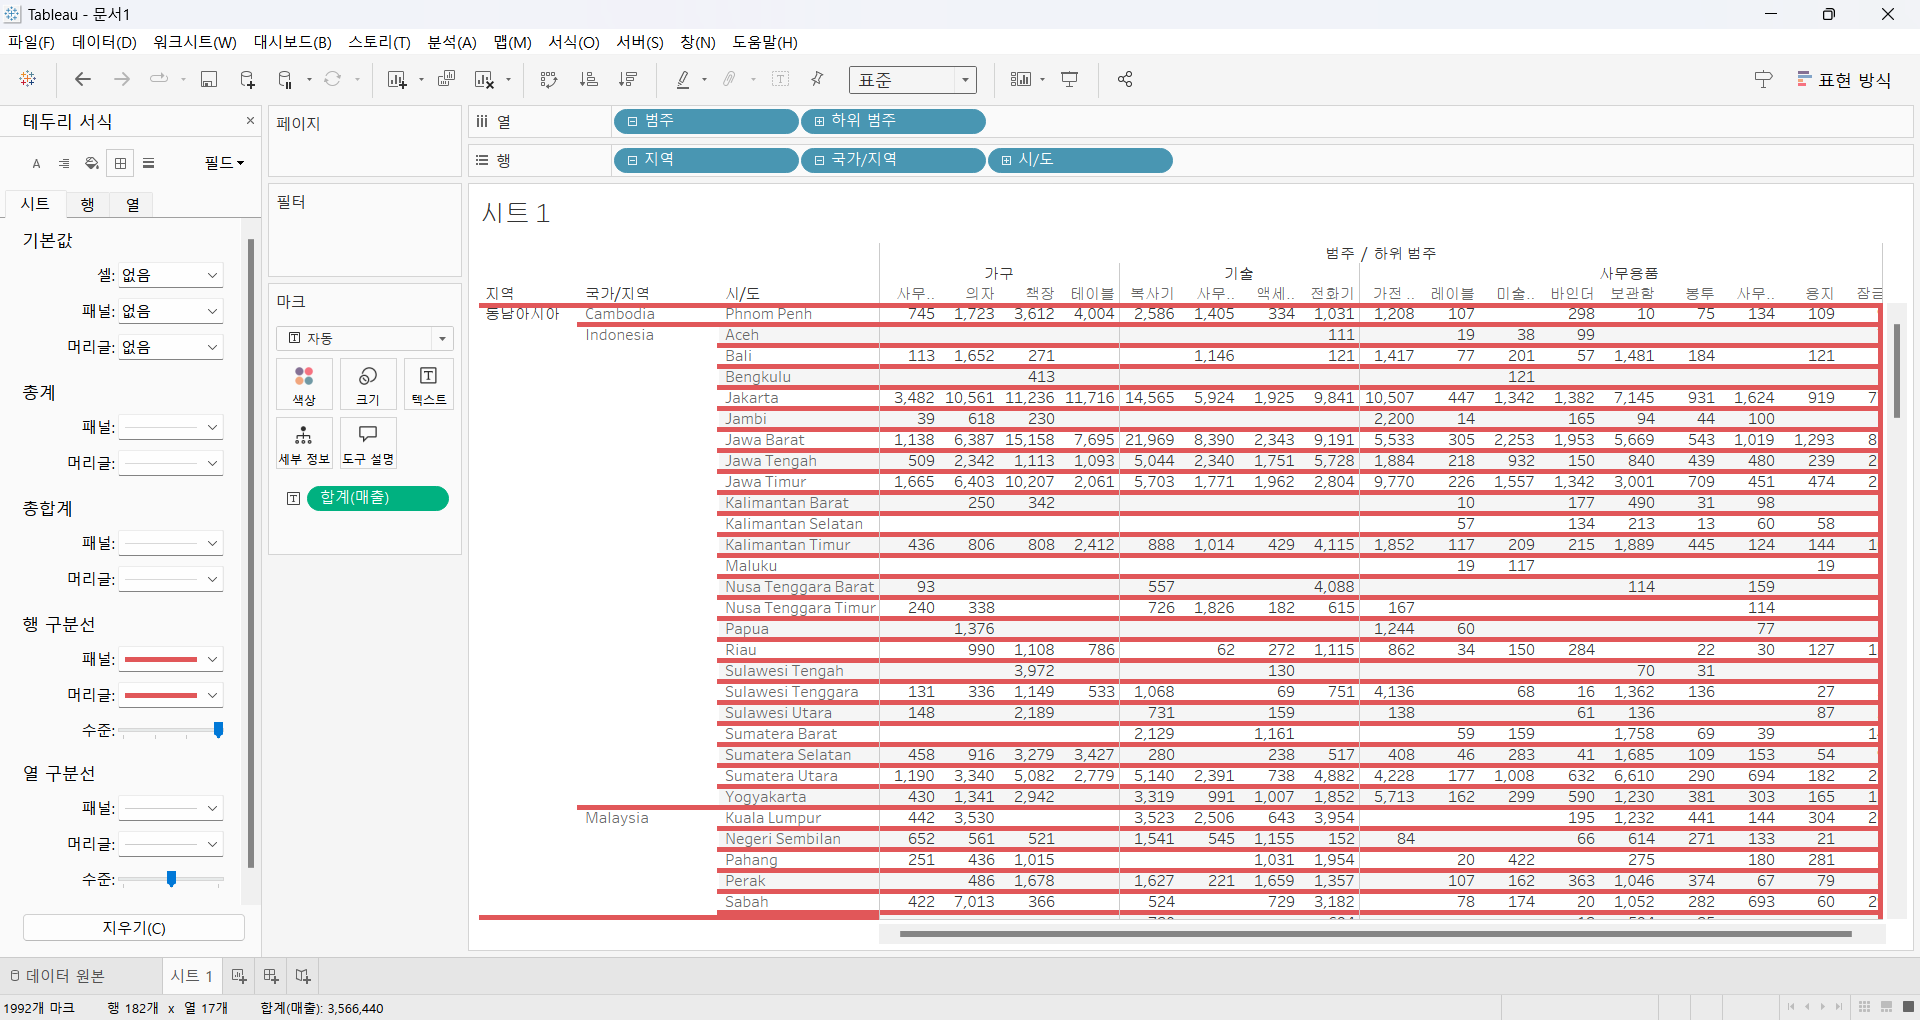 Tableau - 문서1
파일(F) 데이터(D) 워크시트(W) 대시보드(B) 스토리(T) 분석(A) 맵(M) 서식(O) 서버(S) 창(N) 도움말(H)
표준
표현 방식
테두리 서식
필드
시트 행 열
기본값
셀: 없음
패널: 없음
머리글: 없음
총계
패널:
머리글:
총합계
패널:
머리글:
행 구분선
패널:
머리글:
수준:
열 구분선
패널:
머리글:
수준:
지우기(C)
페이지
필터
마크
자동
색상 크기 텍스트
세부 정보 도구 설명
합계(매출)
열 범주 하위 범주
행 지역 국가/지역 시/도
시트 1
범주 / 하위 범주
가구 기술 사무용품
지역 국가/지역 시/도 사무.. 의자 책장 테이블 복사기 사무.. 액세.. 전화기 가전 .. 레이블 미술.. 바인더 보관함 봉투 사무.. 용지 잠금
동남아시아 Cambodia Phnom Penh 745 1,723 3,612 4,004 2,586 1,405 334 1,031 1,208 107 298 10 75 134 109
Indonesia Aceh 111 19 38 99
Bali 113 1,652 271 1,146 121 1,417 77 201 57 1,481 184 121
Bengkulu 413 121
Jakarta 3,482 10,561 11,236 11,716 14,565 5,924 1,925 9,841 10,507 447 1,342 1,382 7,145 931 1,624 919 7
Jambi 39 618 230 2,200 14 165 94 44 100
Jawa Barat 1,138 6,387 15,158 7,695 21,969 8,390 2,343 9,191 5,533 305 2,253 1,953 5,669 543 1,019 1,293 8
Jawa Tengah 509 2,342 1,113 1,093 5,044 2,340 1,751 5,728 1,884 218 932 150 840 439 480 239 2
Jawa Timur 1,665 6,403 10,207 2,061 5,703 1,771 1,962 2,804 9,770 226 1,557 1,342 3,001 709 451 474 2
Kalimantan Barat 250 342 10 177 490 31 98
Kalimantan Selatan 57 134 213 13 60 58
Kalimantan Timur 436 806 808 2,412 888 1,014 429 4,115 1,852 117 209 215 1,889 445 124 144 1
Maluku 19 117 19
Nusa Tenggara Barat 93 557 4,088 114 159
Nusa Tenggara Timur 240 338 726 1,826 182 615 167 114
Papua 1,376 1,244 60 77
Riau 990 1,108 786 62 272 1,115 862 34 150 284 22 30 127 1
Sulawesi Tengah 3,972 130 70 31
Sulawesi Tenggara 131 336 1,149 533 1,068 69 751 4,136 68 16 1,362 136 27
Sulawesi Utara 148 2,189 731 159 138 61 136 87
Sumatera Barat 2,129 1,161 59 159 1,758 69 39 1
Sumatera Selatan 458 916 3,279 3,427 280 238 517 408 46 283 41 1,685 109 153 54
Sumatera Utara 1,190 3,340 5,082 2,779 5,140 2,391 738 4,882 4,228 177 1,008 632 6,610 290 694 182 2
Yogyakarta 430 1,341 2,942 3,319 991 1,007 1,852 5,713 162 299 590 1,230 381 303 165 1
Malaysia Kuala Lumpur 442 3,530 3,523 2,506 643 3,954 195 1,232 441 144 304 2
Negeri Sembilan 652 561 521 1,541 545 1,155 152 84 66 614 271 133 21
Pahang 251 436 1,015 1,031 1,954 20 422 275 180 281
Perak 486 1,678 1,627 221 1,659 1,357 107 162 363 1,046 374 67 79
Sabah 422 7,013 366 524 729 3,182 78 174 20 1,052 282 693 60 2
데이터 원본 시트 1
1992개 마크 행 182개 x 열 17개 합계(매출): 3,566,440